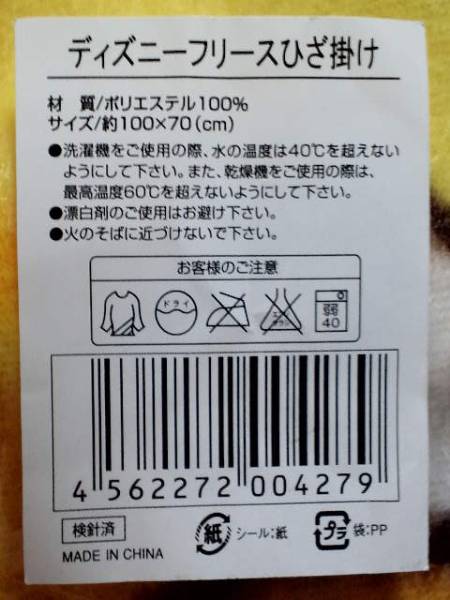 ディズニーフリースひざ掛け
材 質/ポリエステル100%
サイズ/約100×70(cm)
●洗濯機をご使用の際、水の温度は40℃を超えない
ようにして下さい。また、乾燥機をご使用の際は、
最高温度60℃を超えないようにして下さい。
●漂白剤のご使用はお避け下さい。
●火のそばに近づけないで下さい。
お客様のご注意
ドライ
弱
40
4 562272 004279
検針済
MADE IN CHINA
紙 シール:紙
プラ 袋:PP